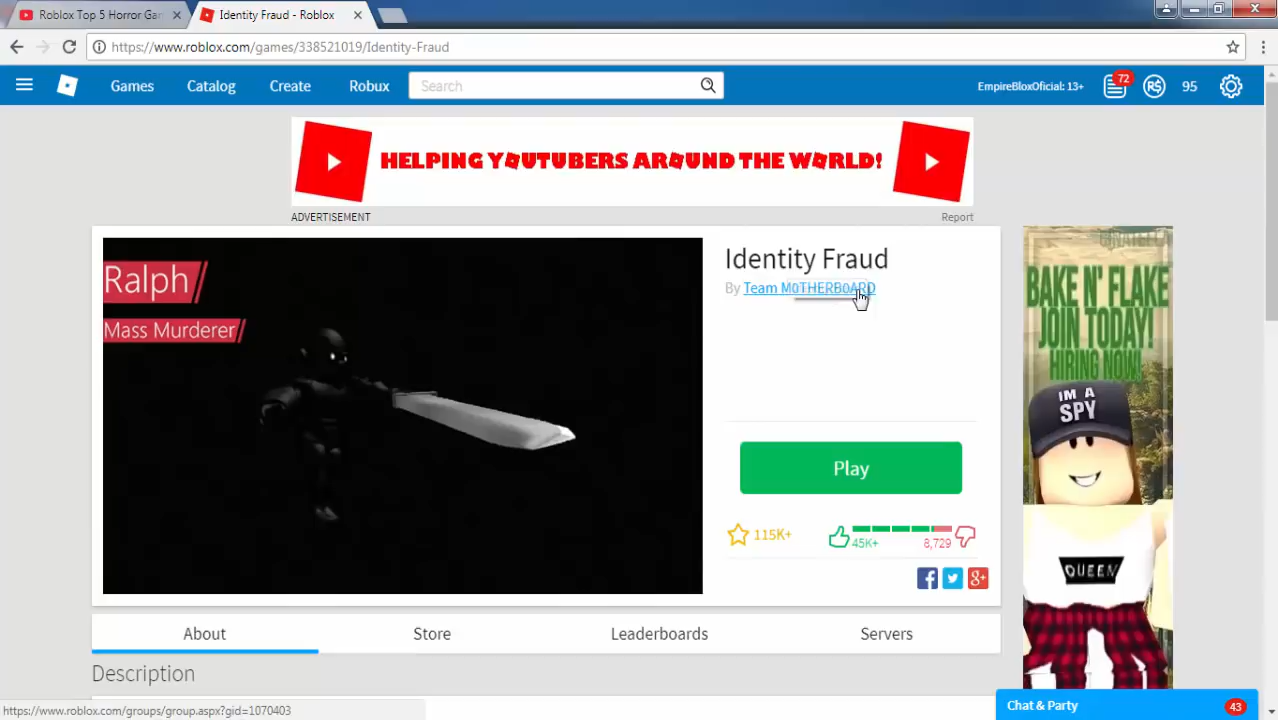 Roblox Top 5 Horror Ga
Identity Fraud - Roblox
https://www.roblox.com/games/338521019/Identity-Fraud
Games
Catalog
Create
Robux
Search
EmpireBloxOficial: 13+
72
R$
95
HELPING YOUTUBERS AROUND THE WORLD!
ADVERTISEMENT
Report
Ralph
Mass Murderer
Identity Fraud
By Team M0THERB0ARD
Play
115K+
45K+
8,729
BAKE N' FLAKE
JOIN TODAY!
HIRING NOW!
I'M A
SPY
QUEEN
About
Store
Leaderboards
Servers
Description
https://www.roblox.com/groups/group.aspx?gid=1070403
Chat & Party
43